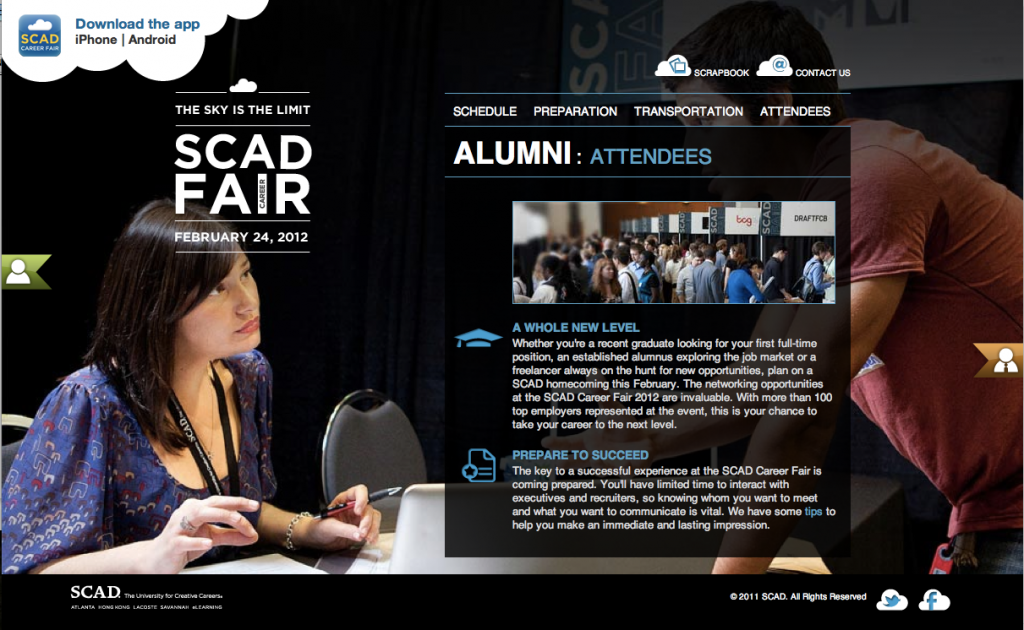 Download the app
iPhone | Android
SCAD
CAREER FAIR
SCRAPBOOK
CONTACT US
THE SKY IS THE LIMIT
SCAD
CAREER
FAIR
FEBRUARY 24, 2012
SCHEDULE PREPARATION TRANSPORTATION ATTENDEES
ALUMNI : ATTENDEES
SCAD
SCAD
bog
SCAD
DRAFTFCB
A WHOLE NEW LEVEL
Whether you're a recent graduate looking for your first full-time
position, an established alumnus exploring the job market or a
freelancer always on the hunt for new opportunities, plan on a
SCAD homecoming this February. The networking opportunities
at the SCAD Career Fair 2012 are invaluable. With more than 100
top employers represented at the event, this is your chance to
take your career to the next level.
PREPARE TO SUCCEED
The key to a successful experience at the SCAD Career Fair is
coming prepared. You'll have limited time to interact with
executives and recruiters, so knowing whom you want to meet
and what you want to communicate is vital. We have some tips to
help you make an immediate and lasting impression.
SCAD
SCAD The University for Creative Careers
ATLANTA HONG KONG LACOSTE SAVANNAH eLEARNING
© 2011 SCAD. All Rights Reserved